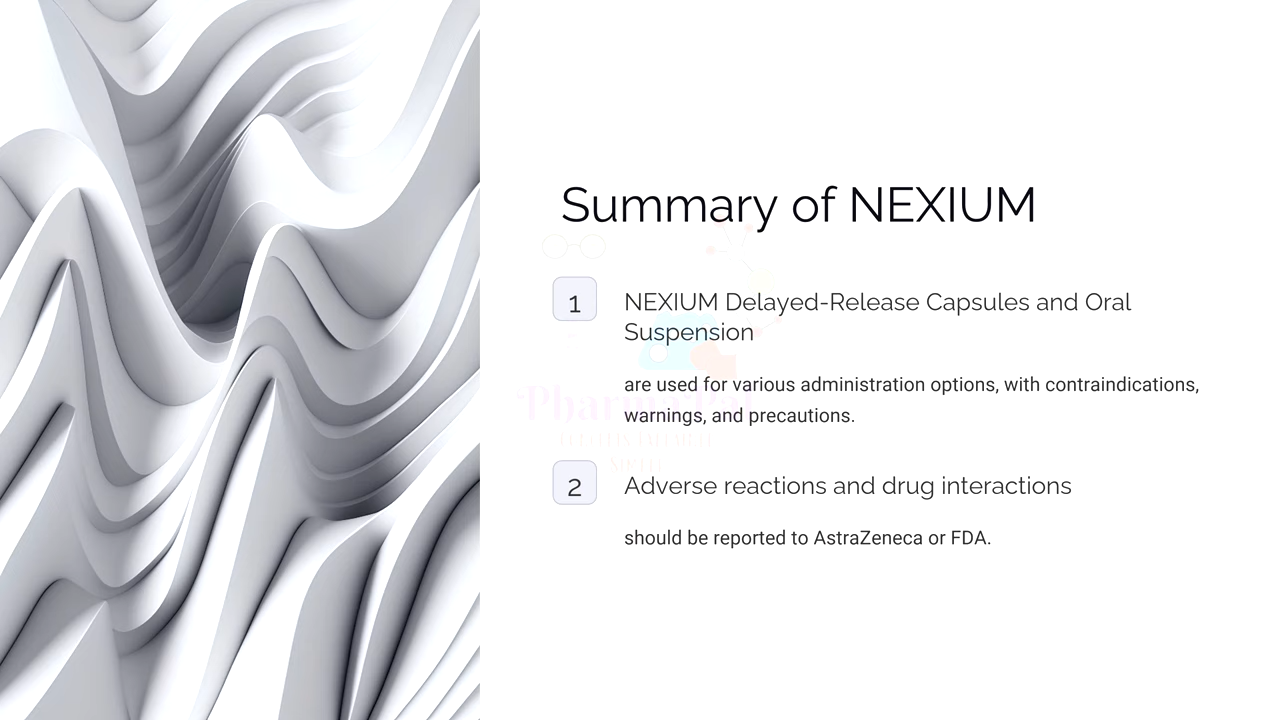 Summary of NEXIUM
1
NEXIUM Delayed-Release Capsules and Oral
Suspension
are used for various administration options, with contraindications,
warnings, and precautions.
PharmaPal
2
Adverse reactions and drug interactions
should be reported to AstraZeneca or FDA.